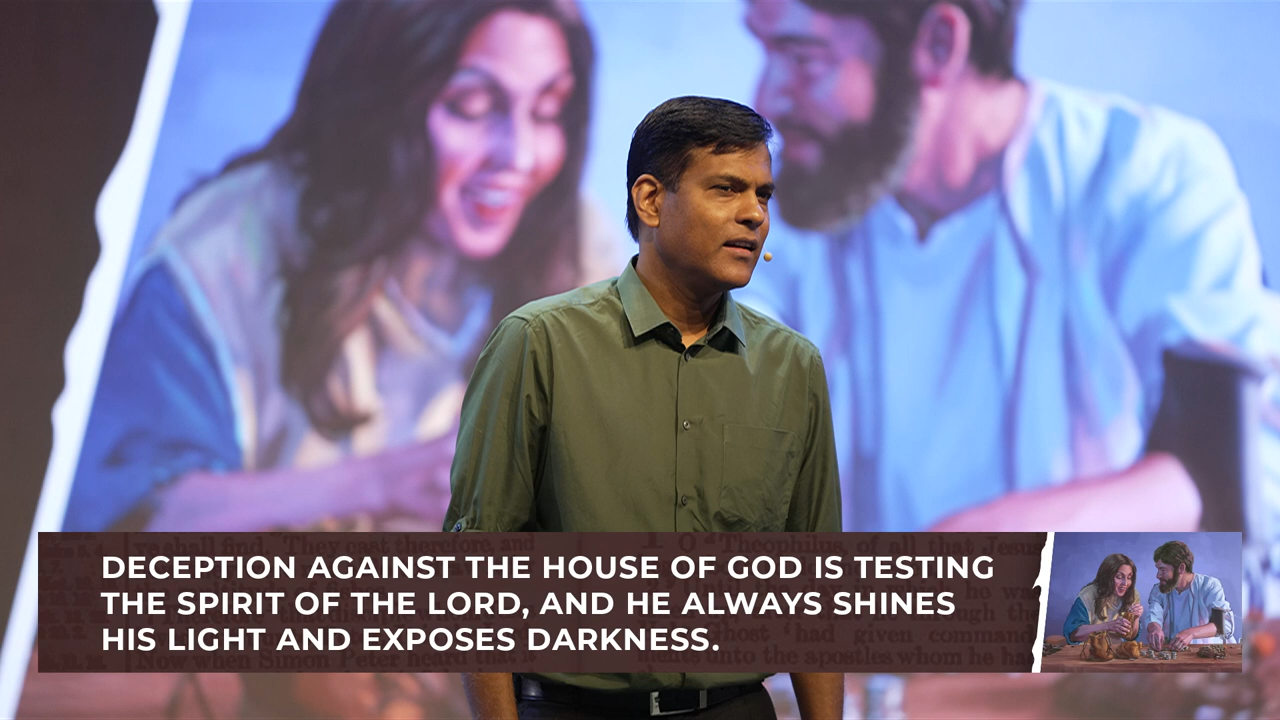 DECEPTION AGAINST THE HOUSE OF GOD IS TESTING
THE SPIRIT OF THE LORD, AND HE ALWAYS SHINES
HIS LIGHT AND EXPOSES DARKNESS.